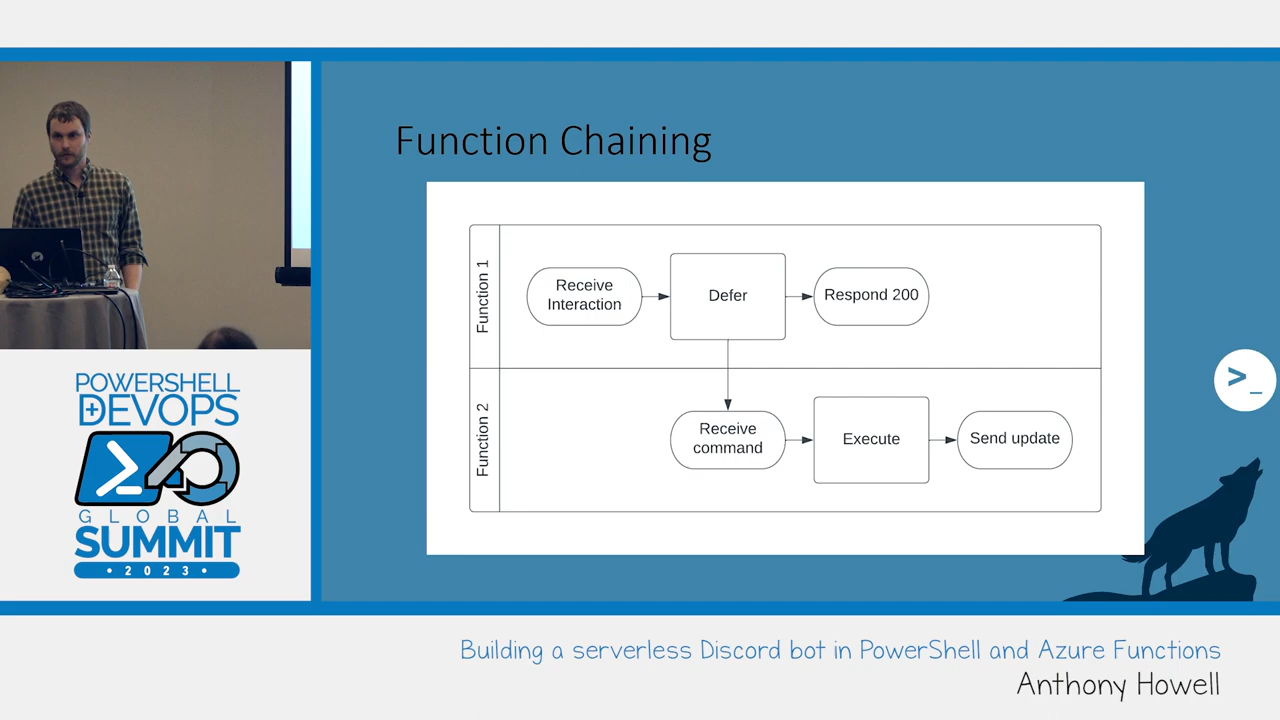 Function Chaining
Function 1
Receive
Interaction
Defer
Respond 200
Function 2
Receive
command
Execute
Send update
>_
POWERSHELL
+DEVOPS
GLOBAL
SUMMIT
• 2023 •
Building a serverless Discord bot in PowerShell and Azure Functions
Anthony Howell